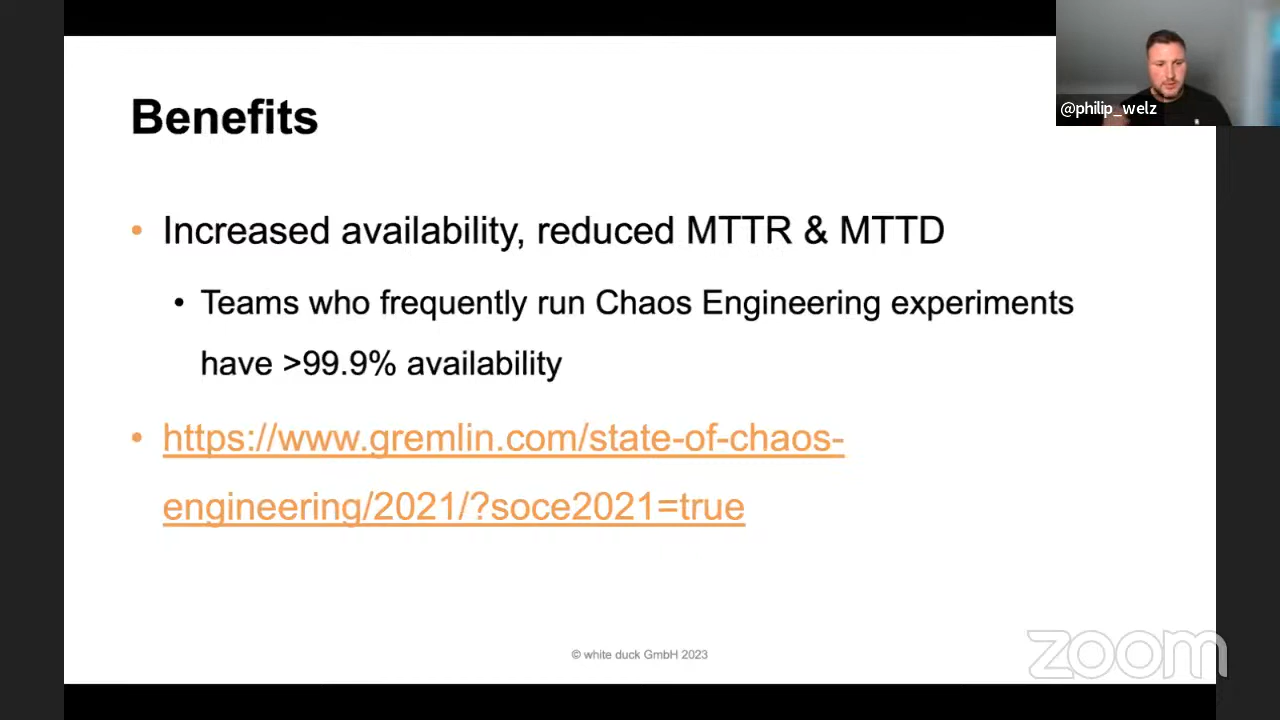 Benefits
@philip_welz
• Increased availability, reduced MTTR & MTTD
• Teams who frequently run Chaos Engineering experiments
have >99.9% availability
• https://www.gremlin.com/state-of-chaos-
engineering/2021/?soce2021=true
© white duck GmbH 2023
zoom